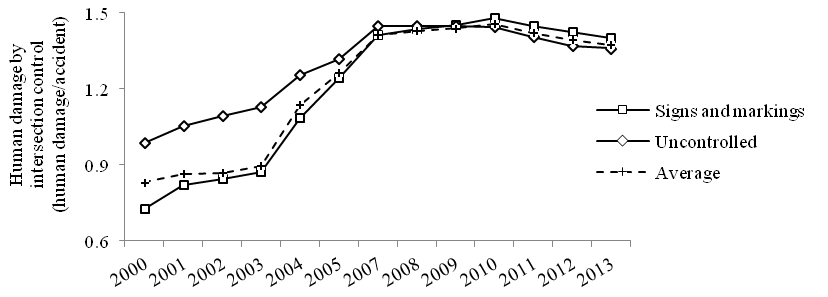 Human damage by
intersection control
(human damage/accident)
1.5
1.2
0.9
0.6
2000
2001
2002
2003
2004
2005
2007
2008
2009
2010
2011
2012
2013
Signs and markings
Uncontrolled
Average